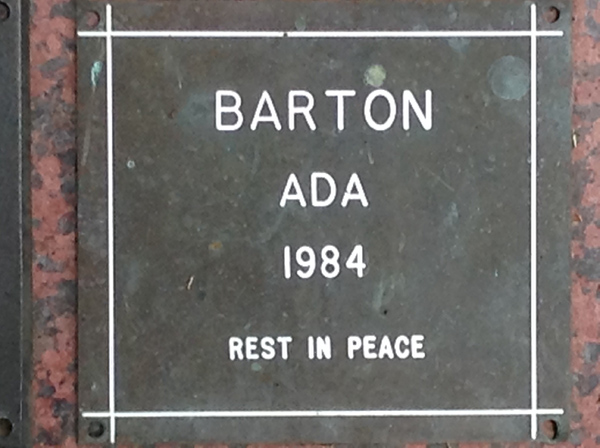 BARTON
ADA
1984
REST IN PEACE